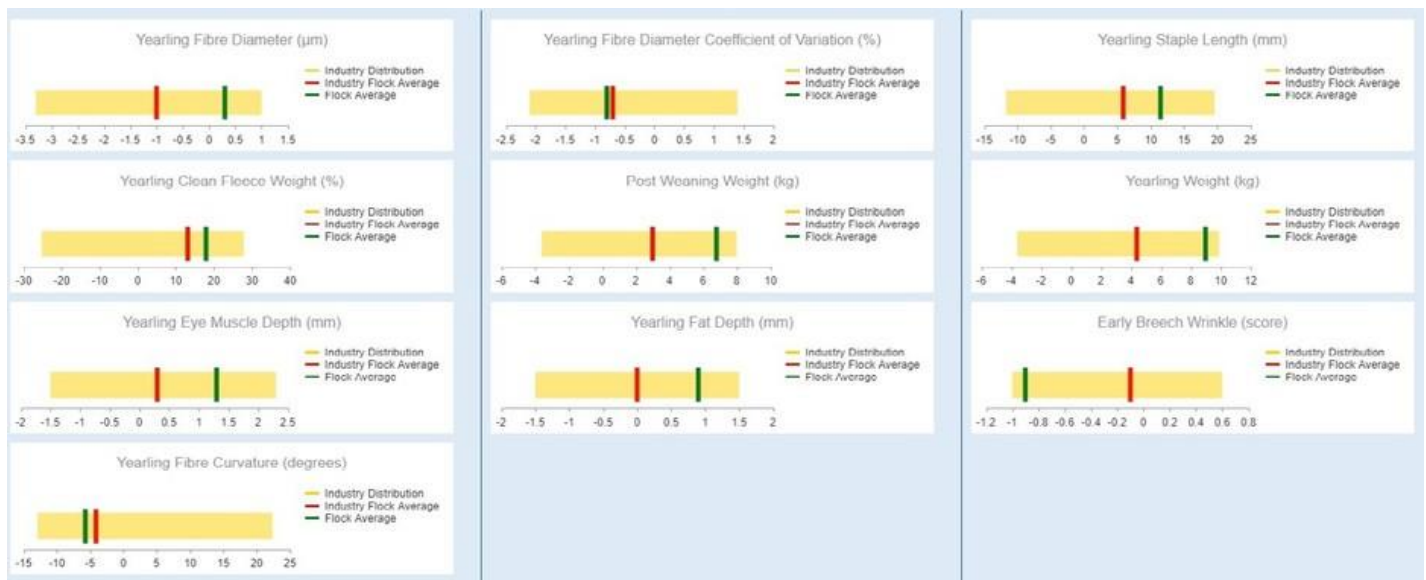 Yearling Fibre Diameter (µm)
Industry Distribution
Industry Flock Average
Flock Average
-3.5 -3 -2.5 -2 -1.5 -1 -0.5 0 0.5 1 1.5
Yearling Fibre Diameter Coefficient of Variation (%)
Industry Distribution
Industry Flock Average
Flock Average
-2.5 -2 -1.5 -1 -0.5 0 0.5 1 1.5 2
Yearling Staple Length (mm)
Industry Distribution
Industry Flock Average
Flock Average
-15 -10 -5 0 5 10 15 20 25
Yearling Clean Fleece Weight (%)
Industry Distribution
Industry Flock Average
Flock Average
-30 -20 -10 0 10 20 30 40
Post Weaning Weight (kg)
Industry Distribution
Industry Flock Average
Flock Average
-6 -4 -2 0 2 4 6 8 10
Yearling Weight (kg)
Industry Distribution
Industry Flock Average
Flock Average
-6 -4 -2 0 2 4 6 8 10 12
Yearling Eye Muscle Depth (mm)
Industry Distribution
Industry Flock Average
Flock Average
-2 -1.5 -1 -0.5 0 0.5 1 1.5 2 2.5
Yearling Fat Depth (mm)
Industry Distribution
Industry Flock Average
Flock Average
-2 -1.5 -1 -0.5 0 0.5 1 1.5 2
Early Breech Wrinkle (score)
Industry Distribution
Industry Flock Average
Flock Average
-1.2 -1 -0.8 -0.6 -0.4 -0.2 0 0.2 0.4 0.6 0.8
Yearling Fibre Curvature (degrees)
Industry Distribution
Industry Flock Average
Flock Average
-15 -10 -5 0 5 10 15 20 25